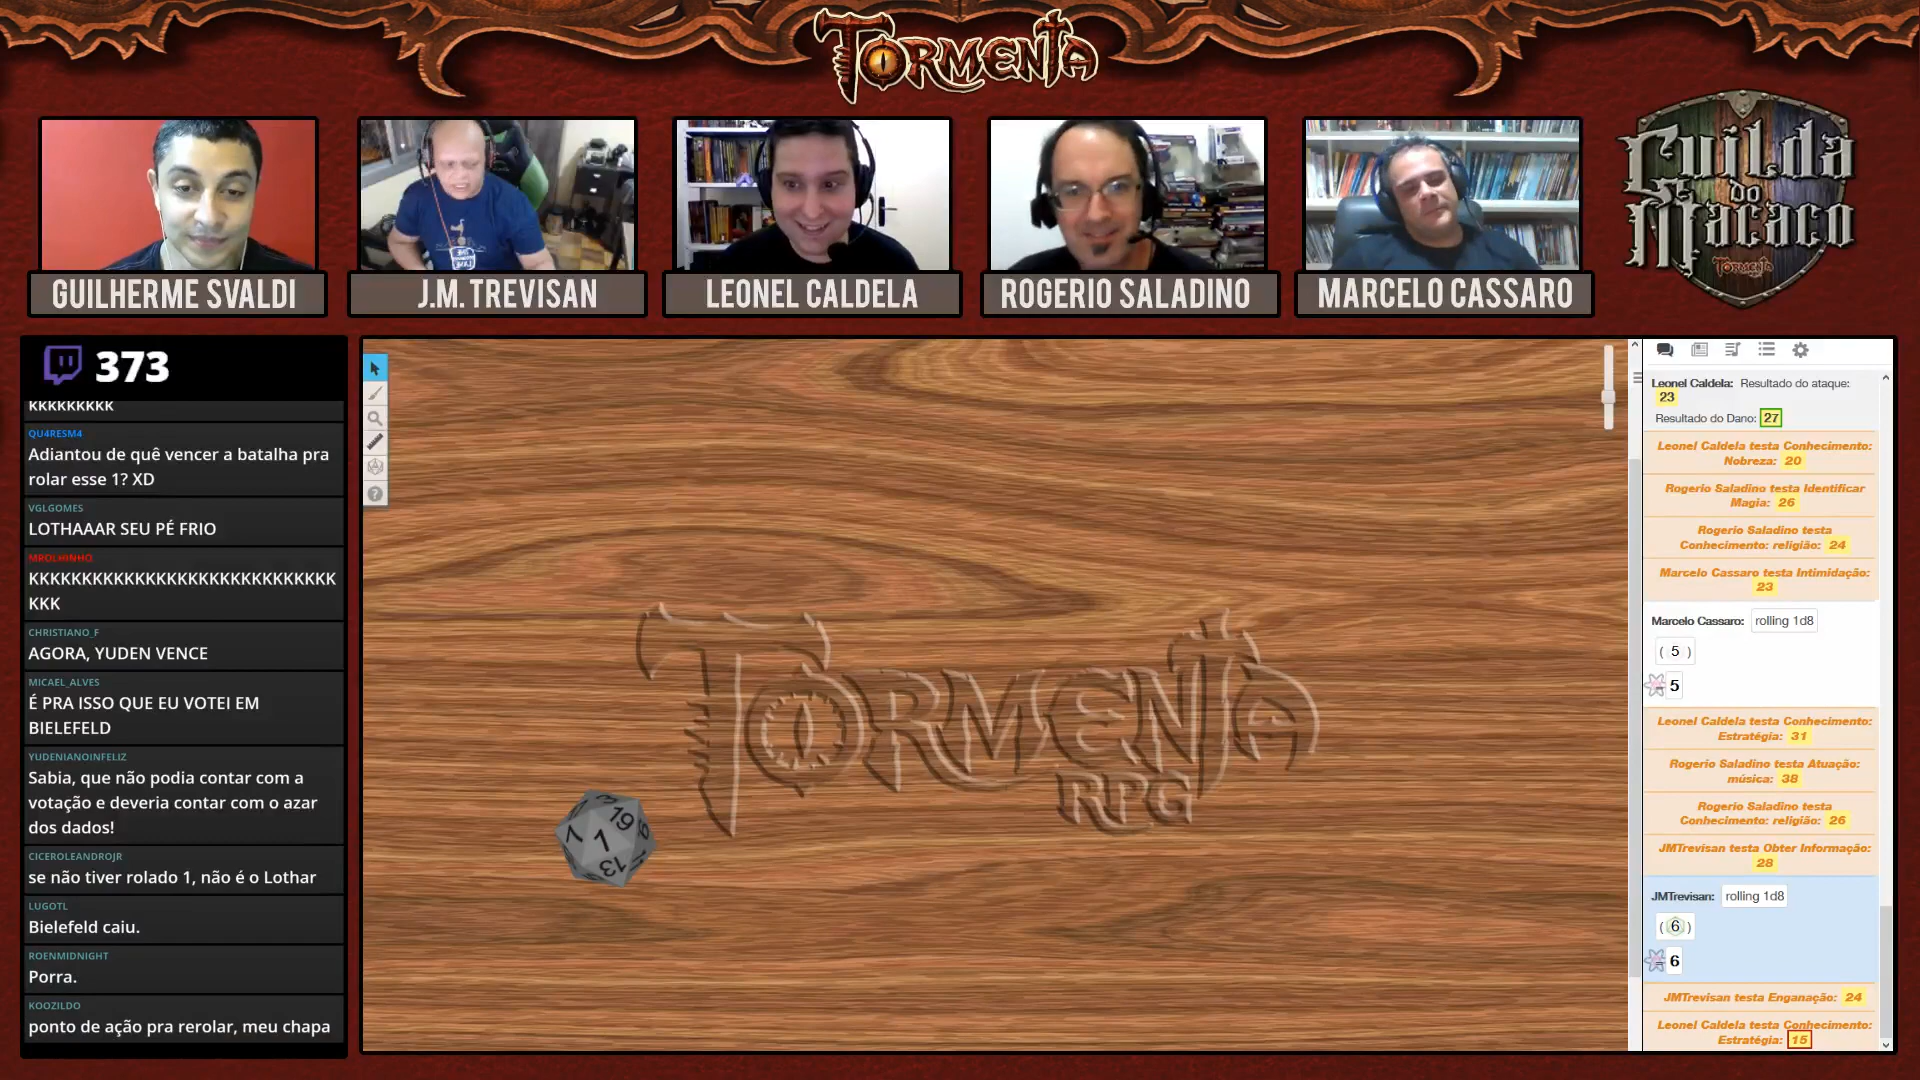 TORMENTA
GUILDA
DO
MACACO
TORMENTA
GUILHERME SVALDI
J.M. TREVISAN
LEONEL CALDELA
ROGERIO SALADINO
MARCELO CASSARO
373
KKKKKKKKK
QU4RESM4
Adiantou de quê vencer a batalha pra
rolar esse 1? XD
VGLGOMES
LOTHAAAR SEU PÉ FRIO
MROLHINHO
KKKKKKKKKKKKKKKKKKKKKKKKKKKKK
KKK
CHRISTIANO_F
AGORA, YUDEN VENCE
MICAEL_ALVES
É PRA ISSO QUE EU VOTEI EM
BIELEFELD
YUDENIANOINFELIZ
Sabia, que não podia contar com a
votação e deveria contar com o azar
dos dados!
CICEROLEANDROJR
se não tiver rolado 1, não é o Lothar
LUGOTL
Bielefeld caiu.
ROENMIDNIGHT
Porra.
KOOZILDO
ponto de ação pra rerolar, meu chapa
TORMENTA
RPG
19
7
1
13
Leonel Caldela: Resultado do ataque:
23
Resultado do Dano: 27
Leonel Caldela testa Conhecimento:
Nobreza: 20
Rogerio Saladino testa Identificar
Magia: 26
Rogerio Saladino testa
Conhecimento: religião: 24
Marcelo Cassaro testa Intimidação:
23
Marcelo Cassaro: rolling 1d8
( 5 )
= 5
Leonel Caldela testa Conhecimento:
Estratégia: 31
Rogerio Saladino testa Atuação:
música: 38
Rogerio Saladino testa
Conhecimento: religião: 26
JMTrevisan testa Obter Informação:
28
JMTrevisan: rolling 1d8
( 6 )
= 6
JMTrevisan testa Enganação: 24
Leonel Caldela testa Conhecimento:
Estratégia: 15